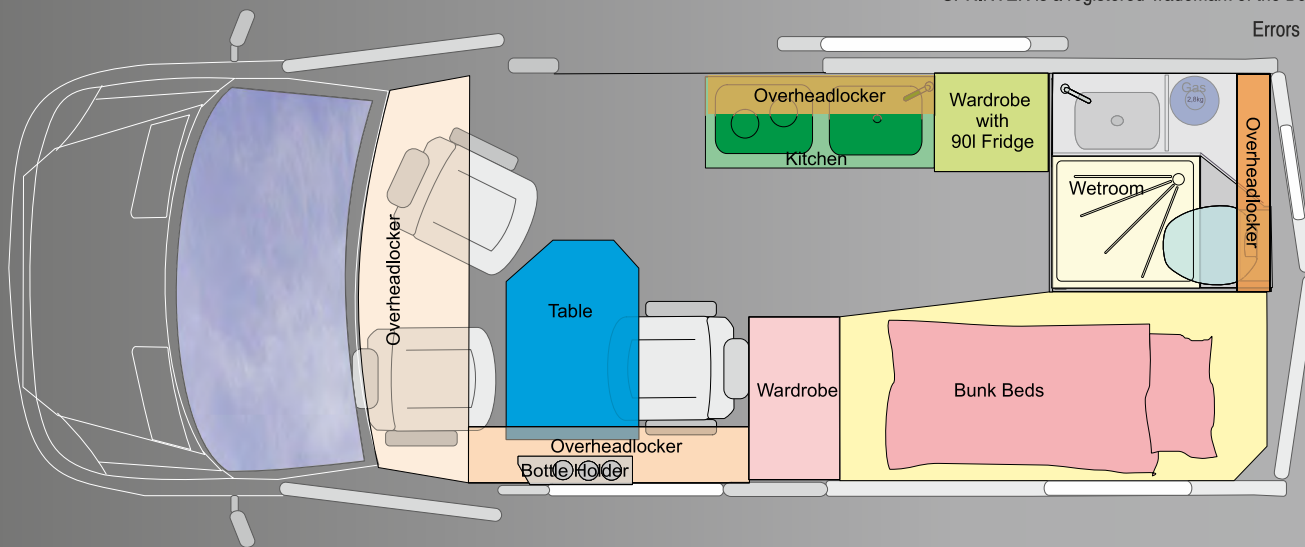 Errors
Overheadlocker
Kitchen
Wardrobe
with
90l Fridge
Gas
2,8kg
Overheadlocker
Wetroom
Overheadlocker
Table
Wardrobe
Bunk Beds
Overheadlocker
Bottle Holder